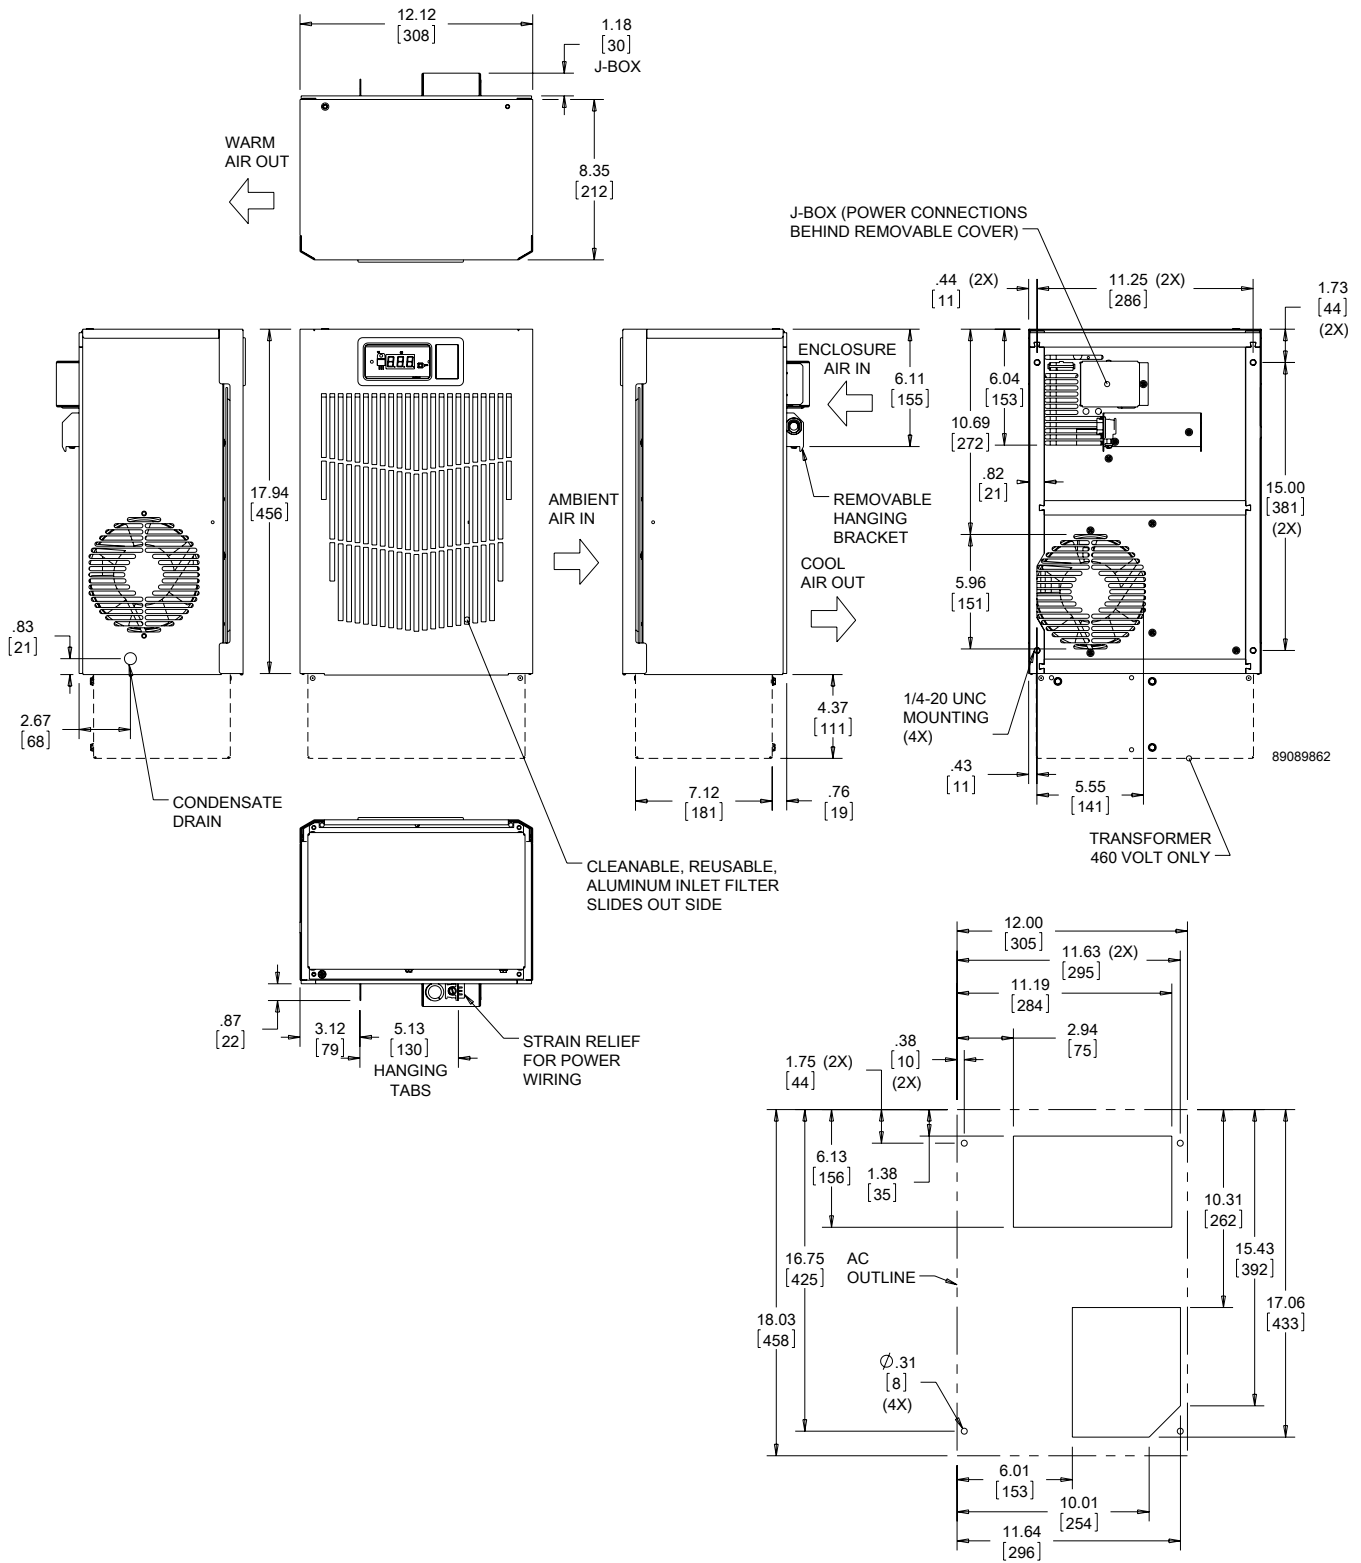 12.12
[308]
1.18
[30]
J-BOX
WARM
AIR OUT
8.35
[212]
J-BOX (POWER CONNECTIONS
BEHIND REMOVABLE COVER)
.44 (2X)
[11]
11.25 (2X)
[286]
1.73
[44]
(2X)
ENCLOSURE
AIR IN
6.11
[155]
6.04
[153]
10.69
[272]
.82
[21]
17.94
[456]
AMBIENT
AIR IN
REMOVABLE
HANGING
BRACKET
15.00
[381]
(2X)
COOL
AIR OUT
5.96
[151]
.83
[21]
2.67
[68]
4.37
[111]
1/4-20 UNC
MOUNTING
(4X)
89089862
.43
[11]
5.55
[141]
7.12
[181]
.76
[19]
CONDENSATE
DRAIN
TRANSFORMER
460 VOLT ONLY
CLEANABLE, REUSABLE,
ALUMINUM INLET FILTER
SLIDES OUT SIDE
12.00
[305]
11.63 (2X)
[295]
11.19
[284]
.87
[22]
3.12
[79]
5.13
[130]
HANGING
TABS
STRAIN RELIEF
FOR POWER
WIRING
2.94
[75]
.38
[10]
(2X)
1.75 (2X)
[44]
6.13
[156]
1.38
[35]
10.31
[262]
16.75
[425]
AC
OUTLINE
15.43
[392]
18.03
[458]
17.06
[433]
Ø.31
[8]
(4X)
6.01
[153]
10.01
[254]
11.64
[296]